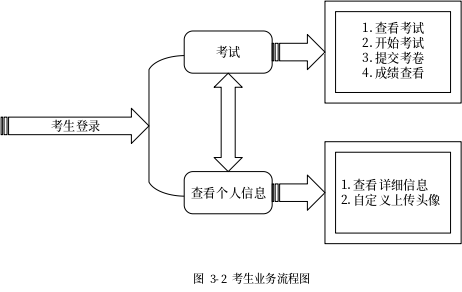 考试
1. 查看考试
2. 开始考试
3. 提交考卷
4. 成绩查看
考生登录
查看个人信息
1. 查看详细信息
2. 自定义上传头像
图 3-2 考生业务流程图